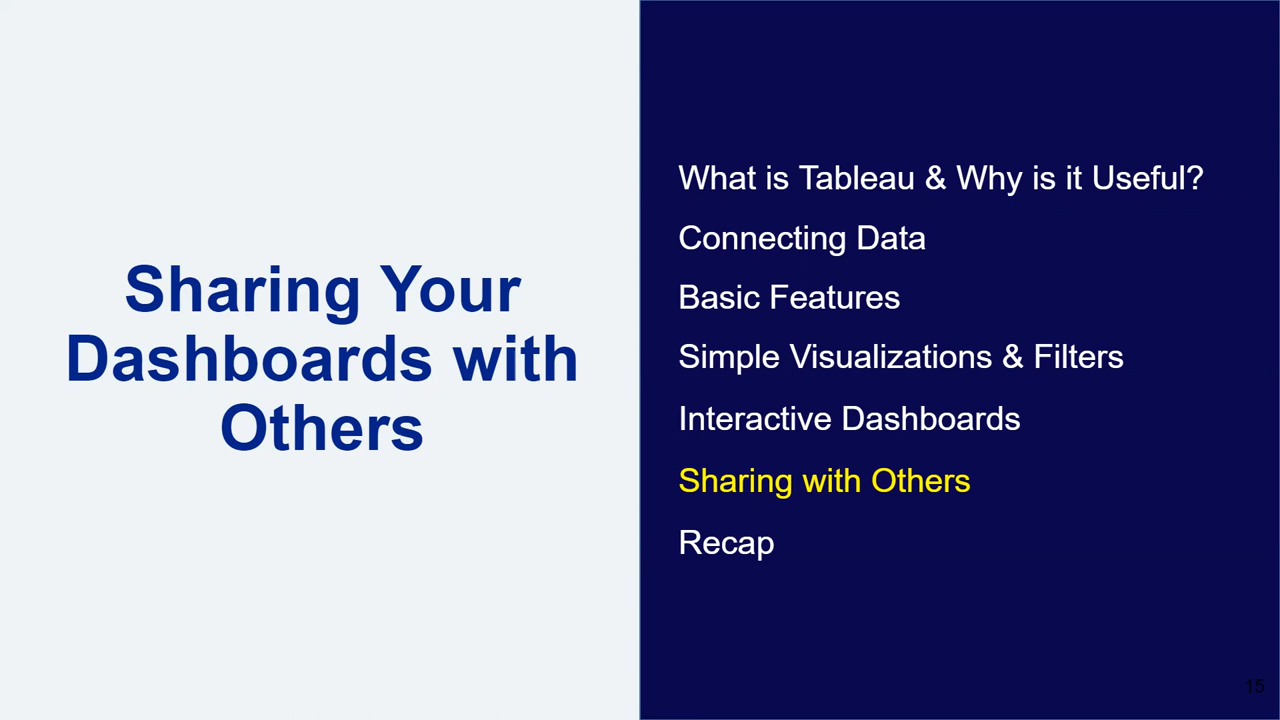 Sharing Your
Dashboards with
Others
What is Tableau & Why is it Useful?
Connecting Data
Basic Features
Simple Visualizations & Filters
Interactive Dashboards
Sharing with Others
Recap
15